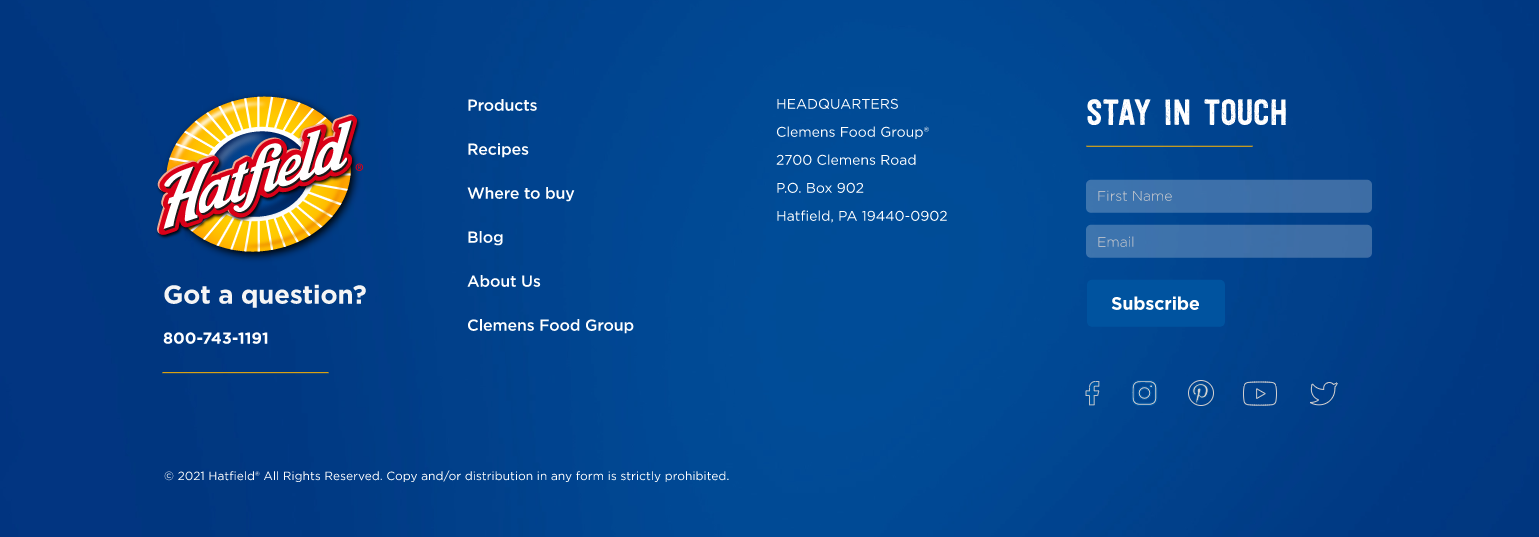 Hatfield
Got a question?
800-743-1191
Products
Recipes
Where to buy
Blog
About Us
Clemens Food Group
HEADQUARTERS
Clemens Food Group®
2700 Clemens Road
P.O. Box 902
Hatfield, PA 19440-0902
STAY IN TOUCH
First Name
Email
Subscribe
© 2021 Hatfield® All Rights Reserved. Copy and/or distribution in any form is strictly prohibited.